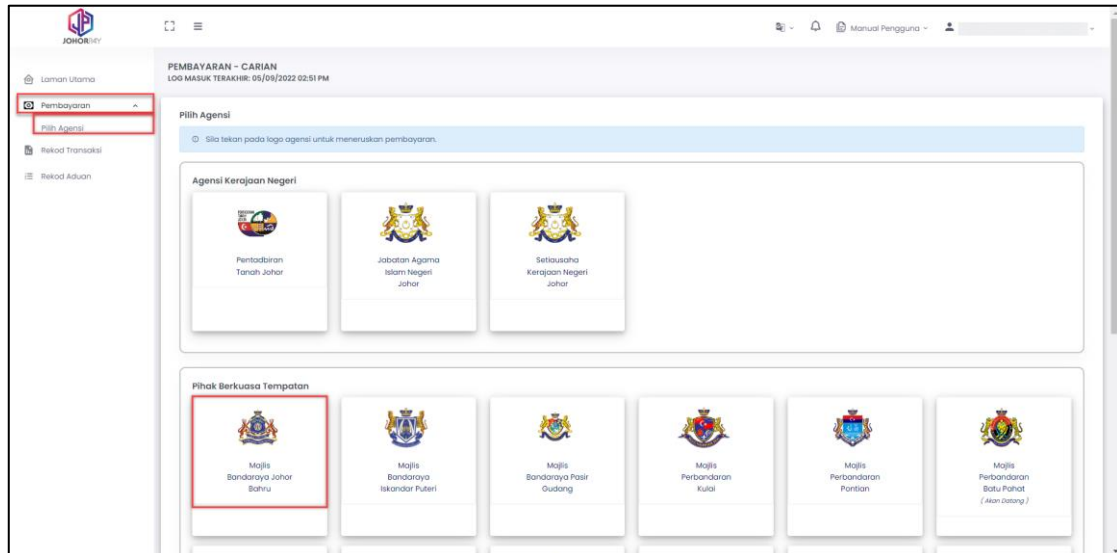 JOHORPAY
Manual Pengguna
Laman Utama
Pembayaran
Pilih Agensi
Rekod Transaksi
Rekod Aduan
PEMBAYARAN - CARIAN
LOG MASUK TERAKHIR: 05/09/2022 02:51 PM
Pilih Agensi
Sila tekan pada logo agensi untuk meneruskan pembayaran.
Agensi Kerajaan Negeri
Pentadbiran
Tanah Johor
Jabatan Agama
Islam Negeri
Johor
Setiausaha
Kerajaan Negeri
Johor
Pihak Berkuasa Tempatan
Majlis
Bandaraya Johor
Bahru
Majlis
Bandaraya
Iskandar Puteri
Majlis
Bandaraya Pasir
Gudang
Majlis
Perbandaran
Kulai
Majlis
Perbandaran
Pontian
Majlis
Perbandaran
Batu Pahat
( Akan Datang )